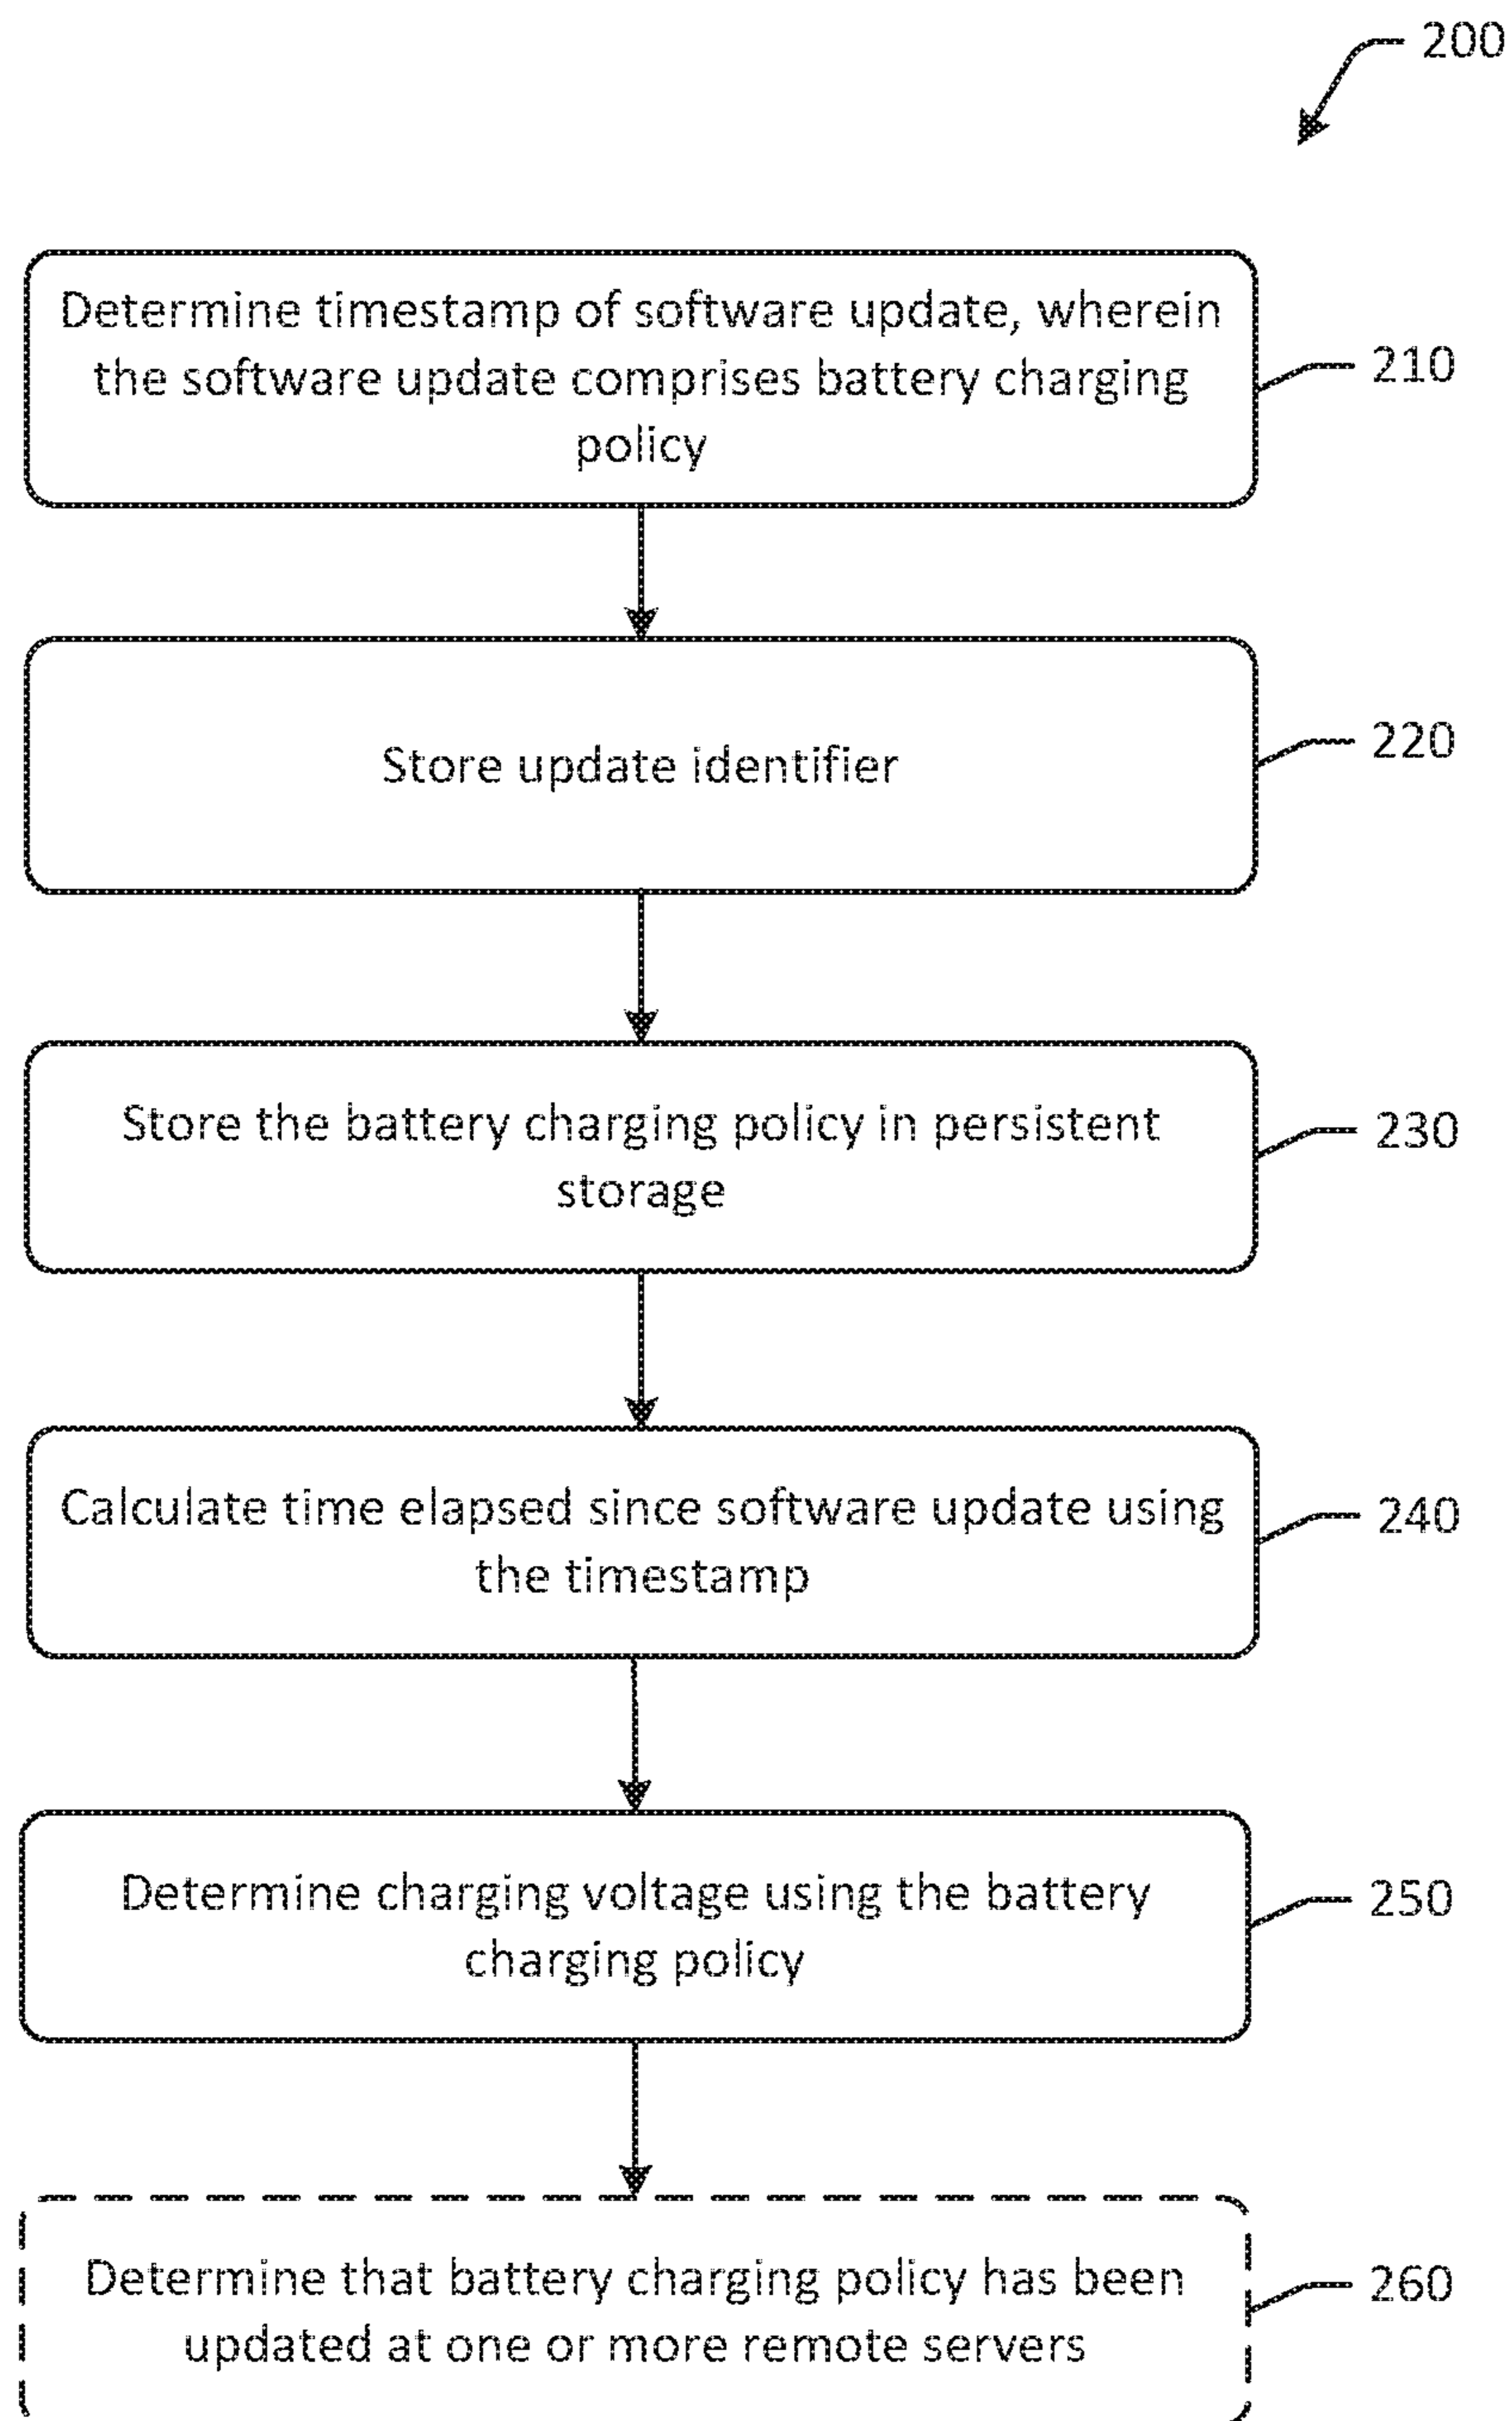 200
Determine timestamp of software update, wherein
the software update comprises battery charging
policy
210
Store update identifier
220
Store the battery charging policy in persistent
storage
230
Calculate time elapsed since software update using
the timestamp
240
Determine charging voltage using the battery
charging policy
250
Determine that battery charging policy has been
updated at one or more remote servers
260